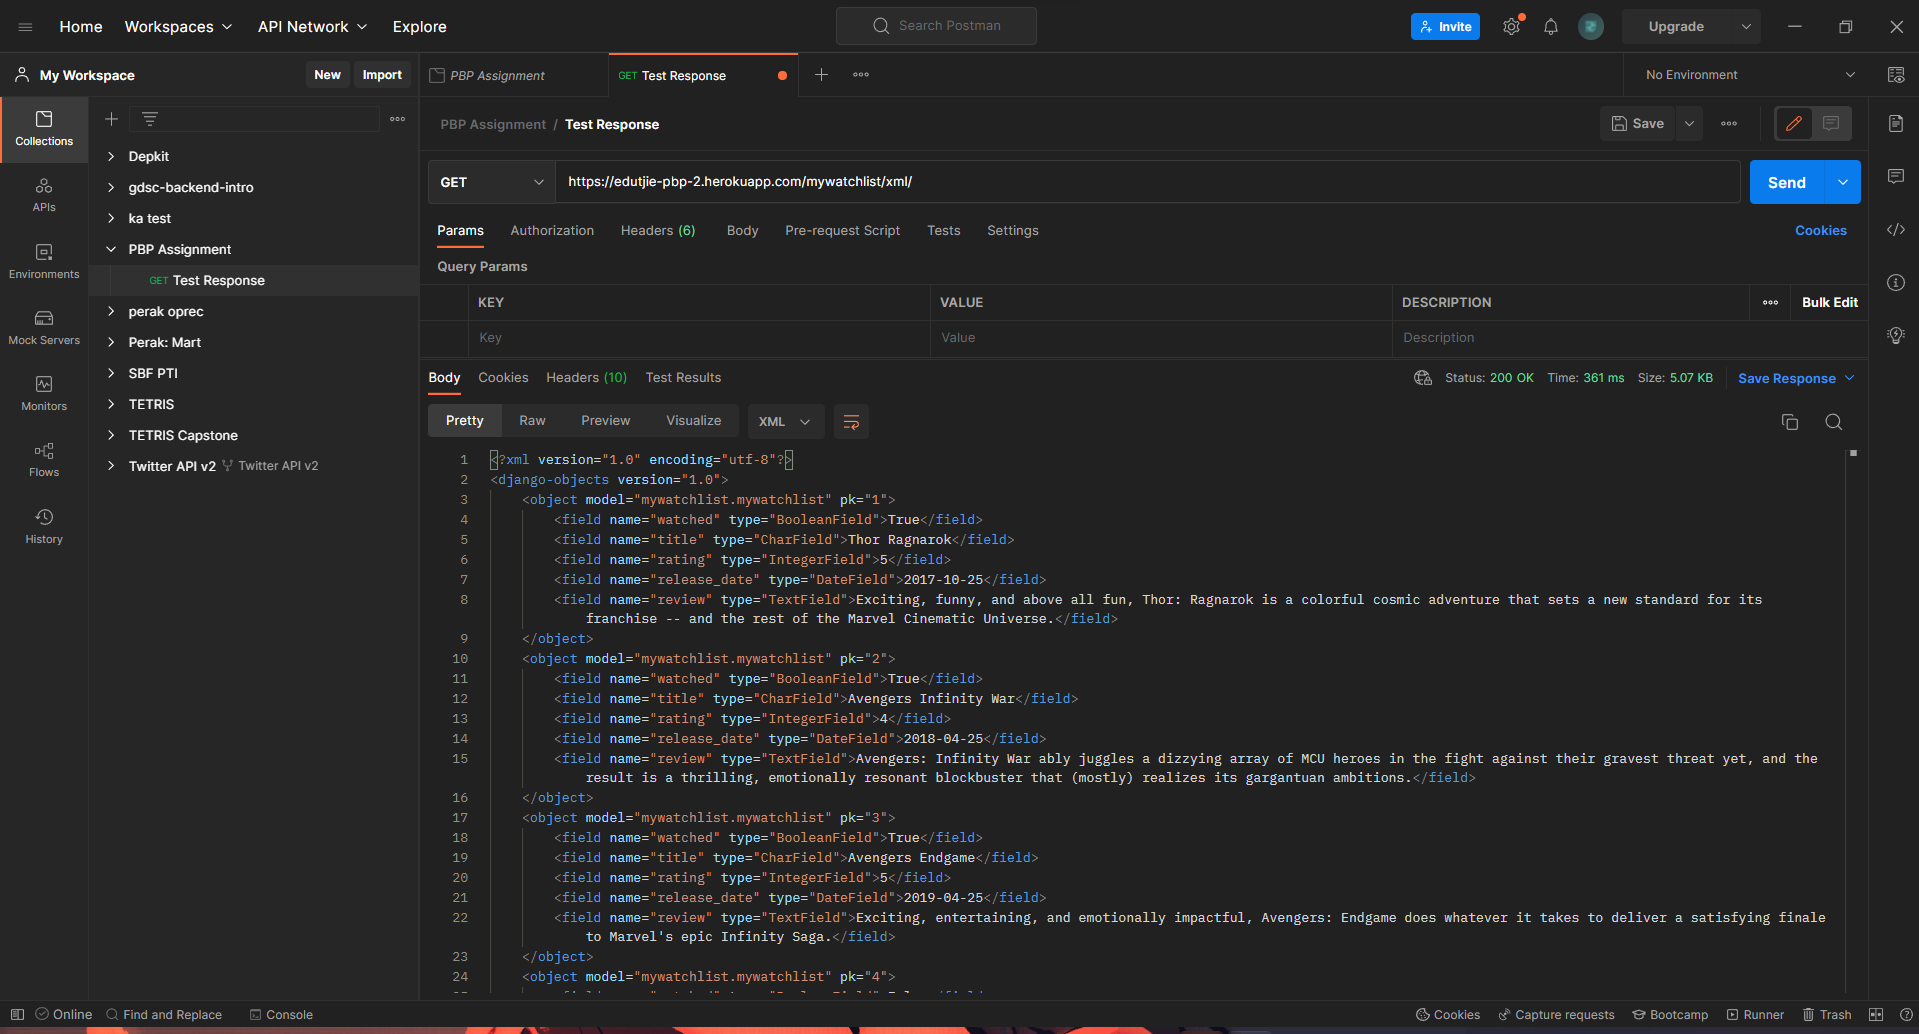 Home Workspaces API Network Explore Search Postman Invite Upgrade
My Workspace New Import PBP Assignment GET Test Response No Environment
Collections
APIs
Environments
Mock Servers
Monitors
Flows
History
Depkit
gdsc-backend-intro
ka test
PBP Assignment
GET Test Response
perak oprec
Perak: Mart
SBF PTI
TETRIS
TETRIS Capstone
Twitter API v2 Twitter API v2
PBP Assignment / Test Response Save
GET https://edutjie-pbp-2.herokuapp.com/mywatchlist/xml/ Send
Params Authorization Headers (6) Body Pre-request Script Tests Settings Cookies
Query Params
KEY VALUE DESCRIPTION Bulk Edit
Key Value Description
Body Cookies Headers (10) Test Results Status: 200 OK Time: 361 ms Size: 5.07 KB Save Response
Pretty Raw Preview Visualize XML
1 <?xml version="1.0" encoding="utf-8"?>
2 <django-objects version="1.0">
3 <object model="mywatchlist.mywatchlist" pk="1">
4 <field name="watched" type="BooleanField">True</field>
5 <field name="title" type="CharField">Thor Ragnarok</field>
6 <field name="rating" type="IntegerField">5</field>
7 <field name="release_date" type="DateField">2017-10-25</field>
8 <field name="review" type="TextField">Exciting, funny, and above all fun, Thor: Ragnarok is a colorful cosmic adventure that sets a new standard for its
franchise -- and the rest of the Marvel Cinematic Universe.</field>
9 </object>
10 <object model="mywatchlist.mywatchlist" pk="2">
11 <field name="watched" type="BooleanField">True</field>
12 <field name="title" type="CharField">Avengers Infinity War</field>
13 <field name="rating" type="IntegerField">4</field>
14 <field name="release_date" type="DateField">2018-04-25</field>
15 <field name="review" type="TextField">Avengers: Infinity War ably juggles a dizzying array of MCU heroes in the fight against their gravest threat yet, and the
result is a thrilling, emotionally resonant blockbuster that (mostly) realizes its gargantuan ambitions.</field>
16 </object>
17 <object model="mywatchlist.mywatchlist" pk="3">
18 <field name="watched" type="BooleanField">True</field>
19 <field name="title" type="CharField">Avengers Endgame</field>
20 <field name="rating" type="IntegerField">5</field>
21 <field name="release_date" type="DateField">2019-04-25</field>
22 <field name="review" type="TextField">Exciting, entertaining, and emotionally impactful, Avengers: Endgame does whatever it takes to deliver a satisfying finale
to Marvel's epic Infinity Saga.</field>
23 </object>
24 <object model="mywatchlist.mywatchlist" pk="4">
Online Find and Replace Console Cookies Capture requests Bootcamp Runner Trash